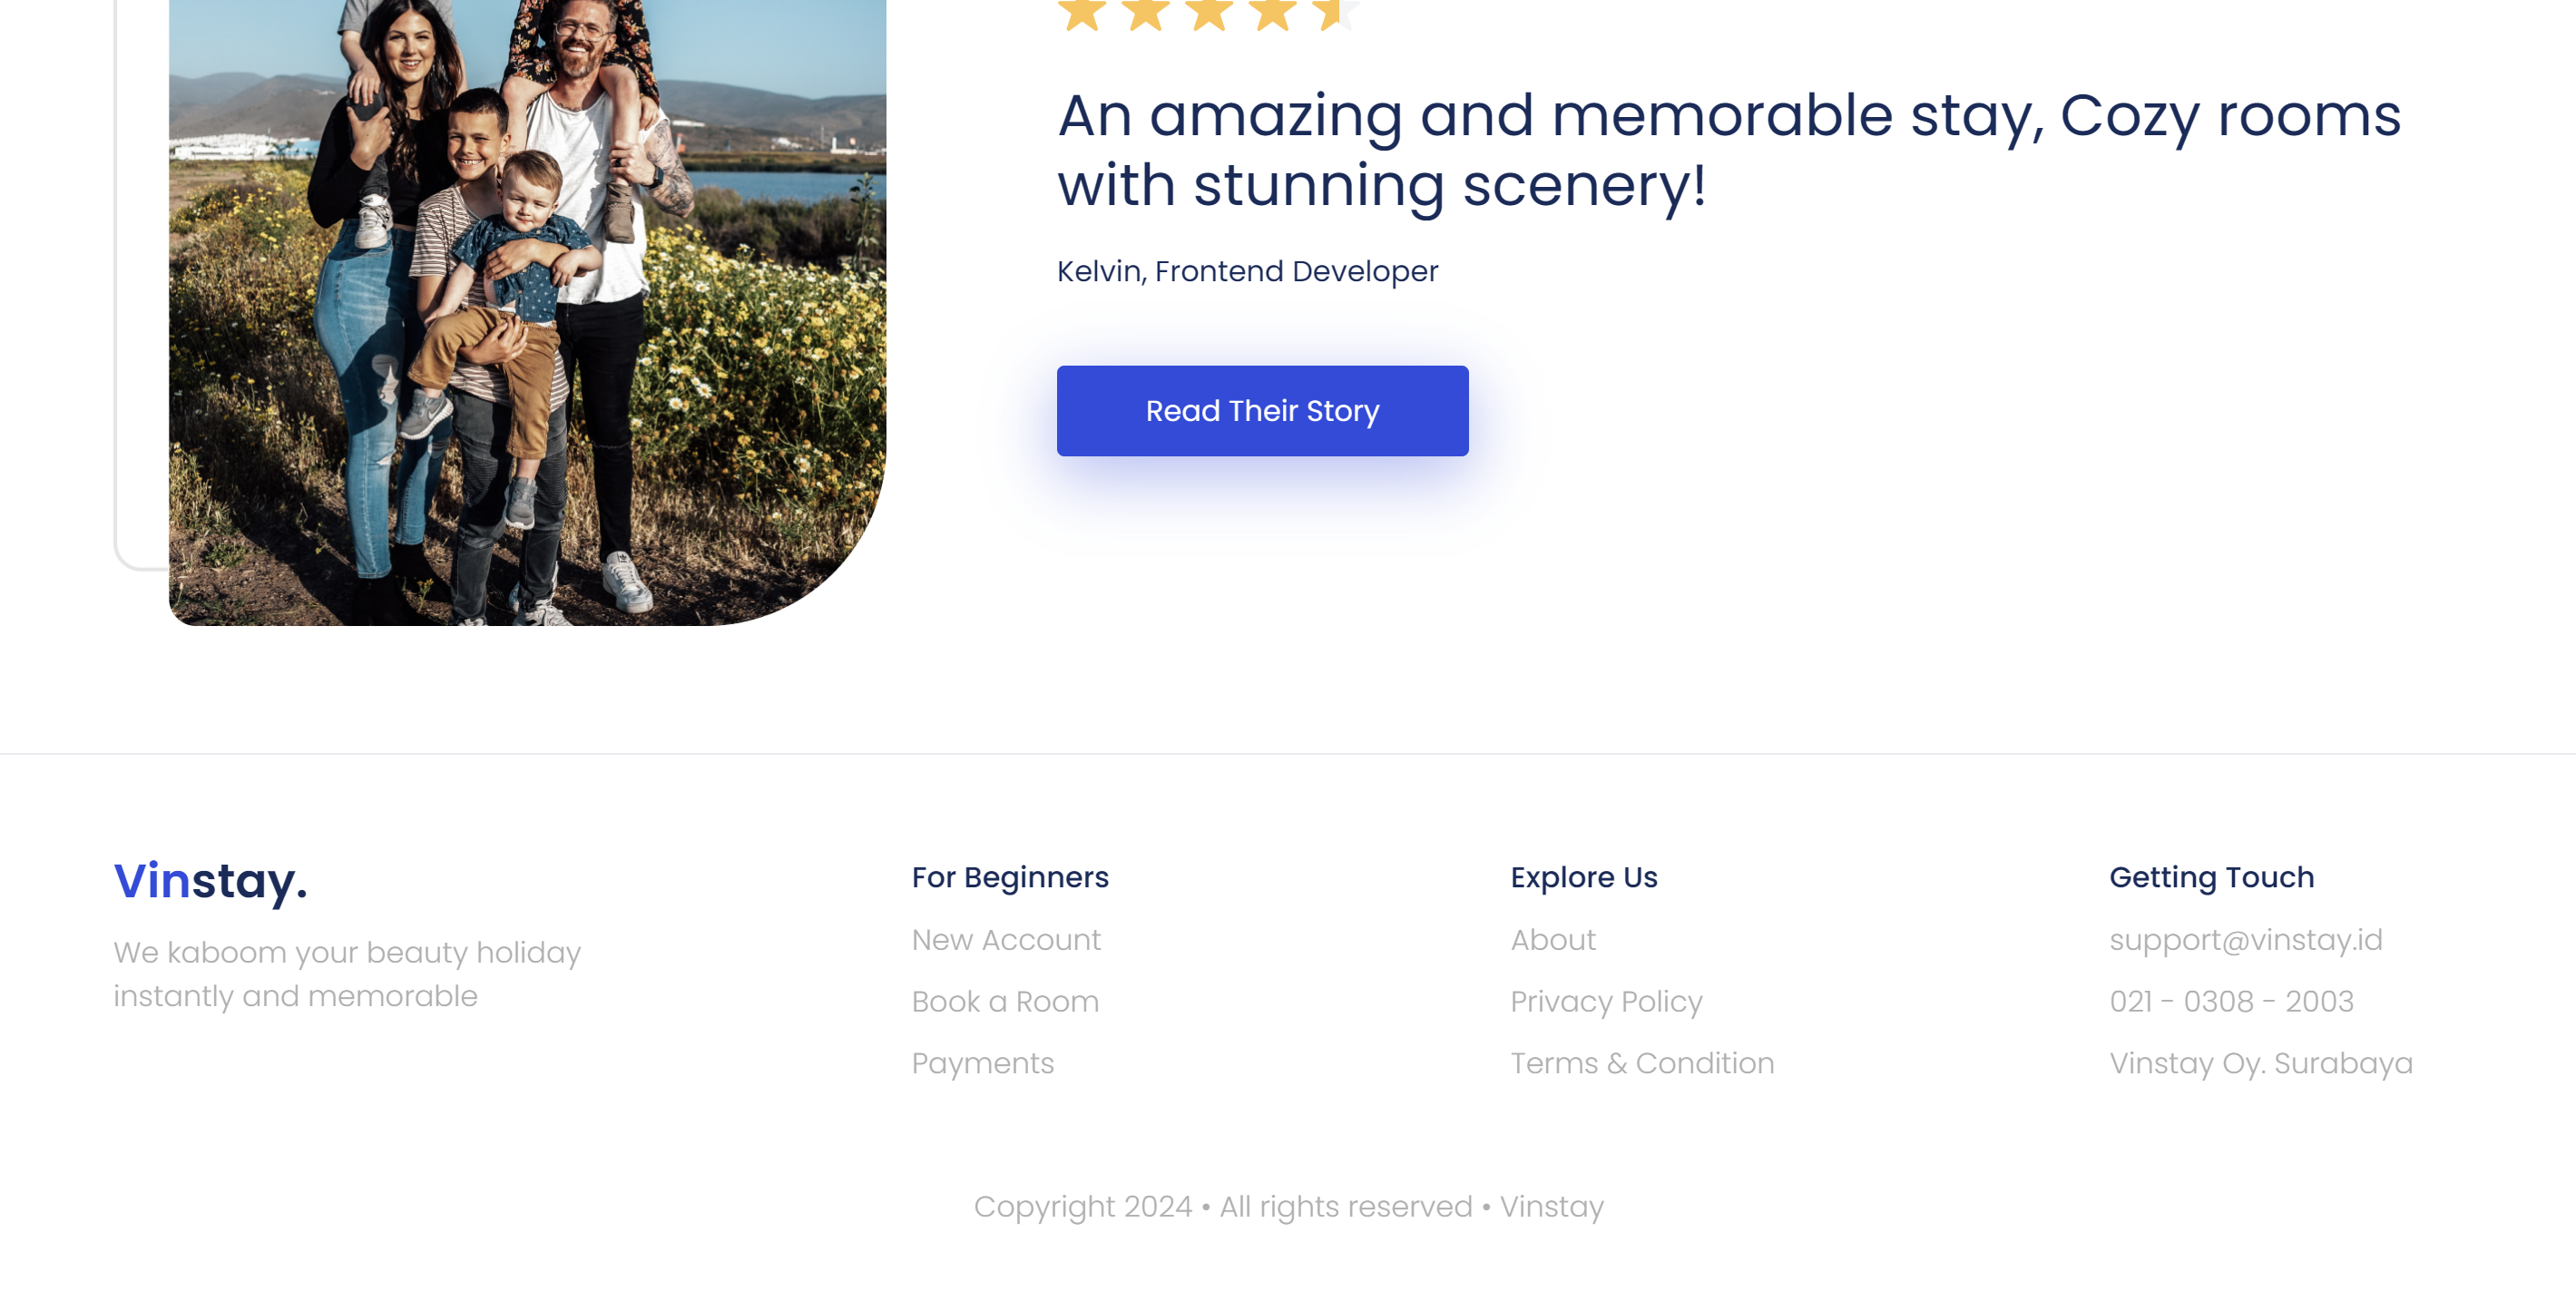 An amazing and memorable stay, Cozy rooms
with stunning scenery!
Kelvin, Frontend Developer
Read Their Story
Vinstay.
We kaboom your beauty holiday
instantly and memorable
For Beginners
New Account
Book a Room
Payments
Explore Us
About
Privacy Policy
Terms & Condition
Getting Touch
support@vinstay.id
021 - 0308 - 2003
Vinstay Oy. Surabaya
Copyright 2024 • All rights reserved • Vinstay